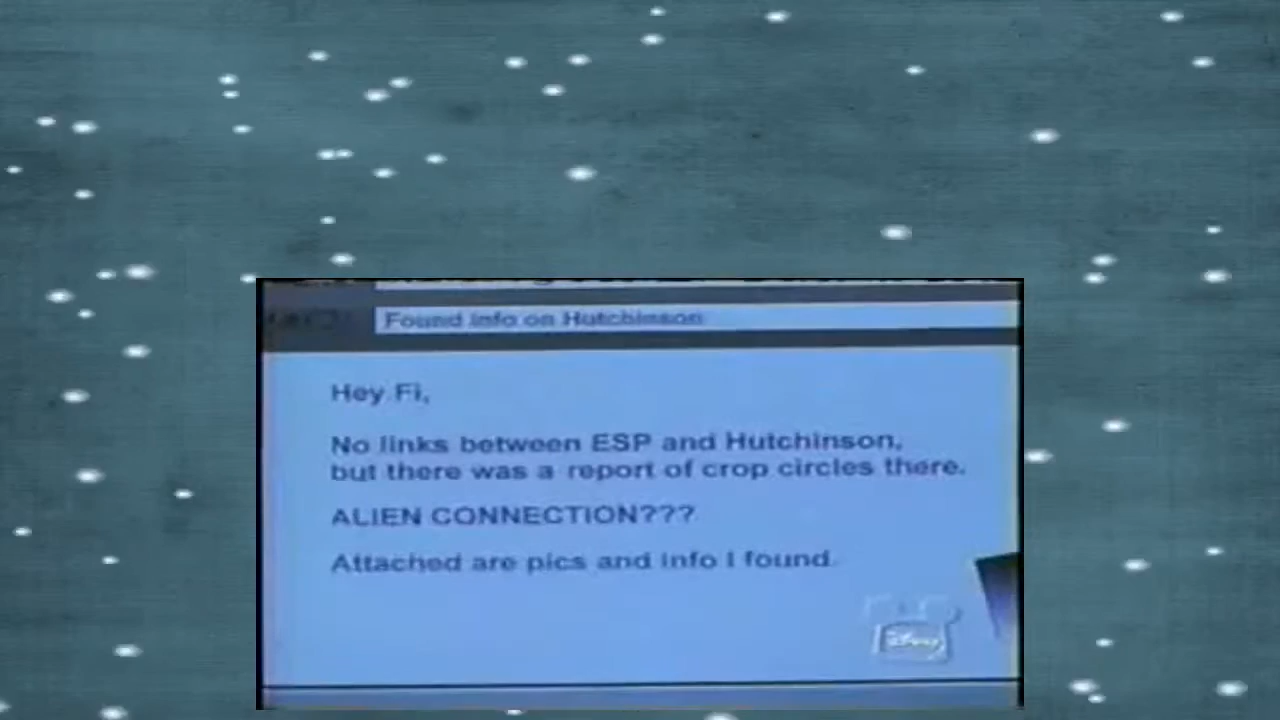 Found info on Hutchinson
Hey Fi,
No links between ESP and Hutchinson,
but there was a report of crop circles there.
ALIEN CONNECTION???
Attached are pics and info I found.
Disney